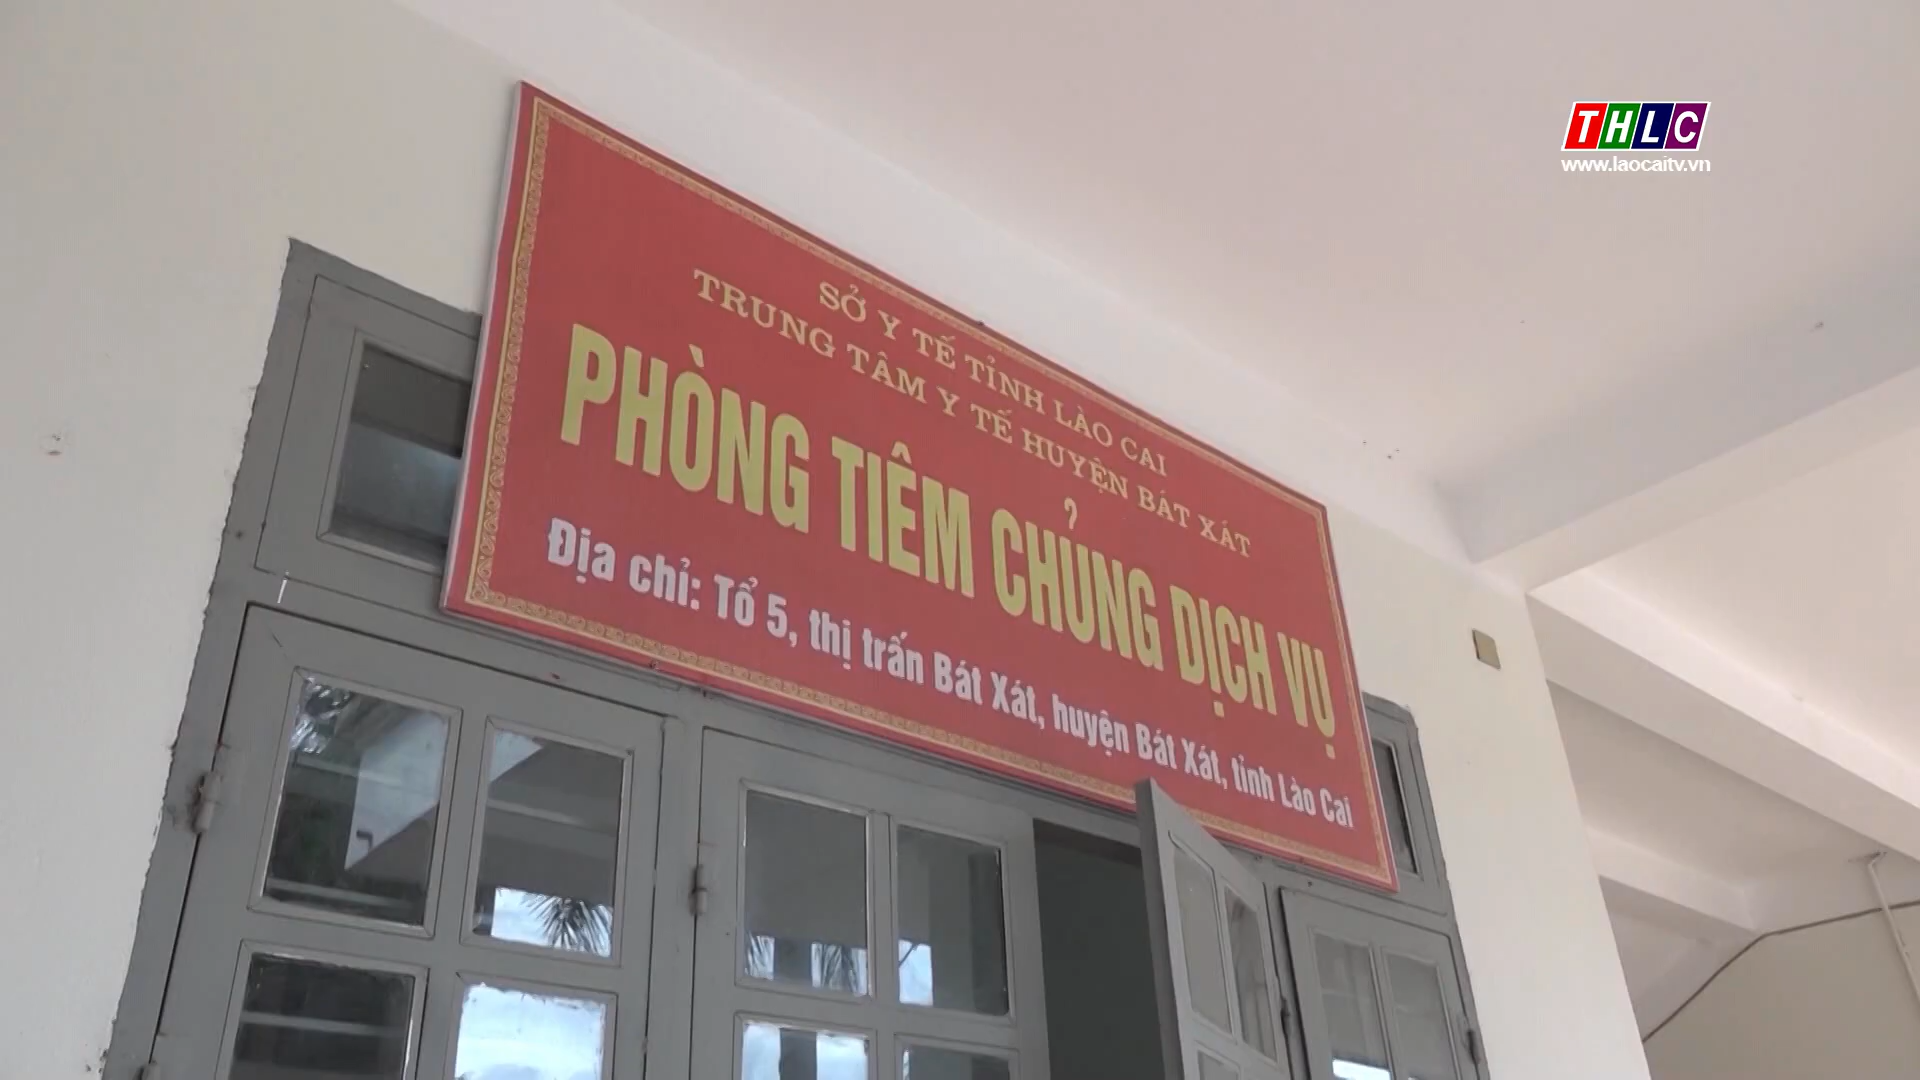 THLC
www.laocaitv.vn
SỞ Y TẾ TỈNH LÀO CAI
TRUNG TÂM Y TẾ HUYỆN BÁT XÁT
PHÒNG TIÊM CHỦNG DỊCH VỤ
Địa chỉ: Tổ 5, thị trấn Bát Xát, huyện Bát Xát, tỉnh Lào Cai